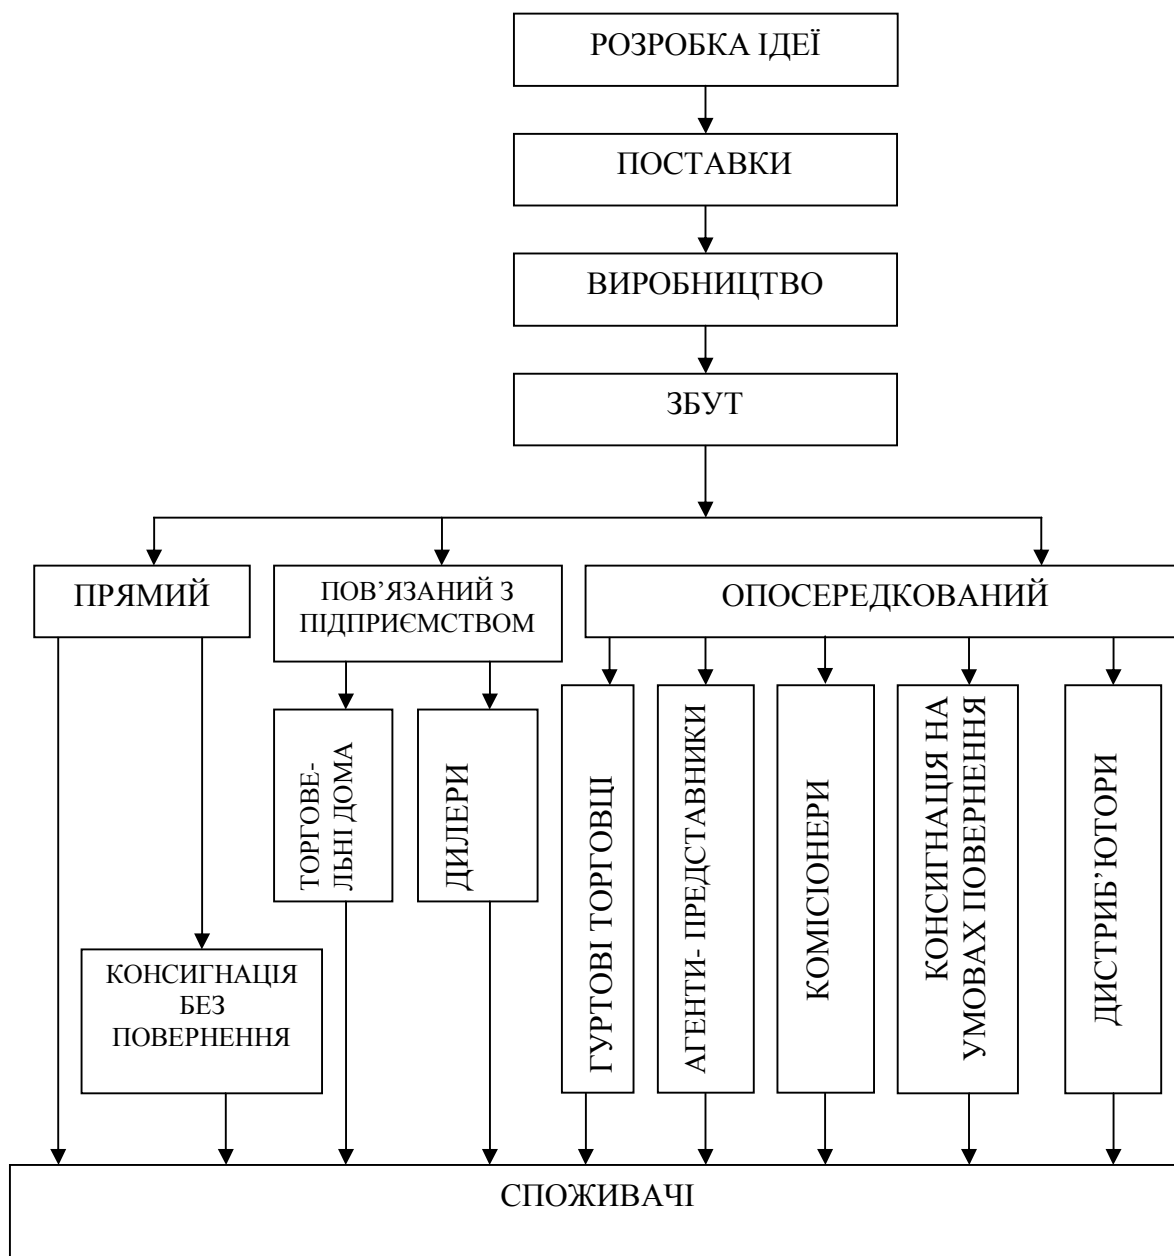 РОЗРОБКА ІДЕЇ
ПОСТАВКИ
ВИРОБНИЦТВО
ЗБУТ
ПРЯМИЙ
ПОВ’ЯЗАНИЙ З
ПІДПРИЄМСТВОМ
ОПОСЕРЕДКОВАНИЙ
ТОРГОВЕ-
ЛЬНІ ДОМА
ДИЛЕРИ
ГУРТОВІ ТОРГОВЦІ
АГЕНТИ- ПРЕДСТАВНИКИ
КОМІСІОНЕРИ
КОНСИГНАЦІЯ НА
УМОВАХ ПОВЕРНЕННЯ
ДИСТРИБ’ЮТОРИ
КОНСИГНАЦІЯ
БЕЗ
ПОВЕРНЕННЯ
СПОЖИВАЧІ